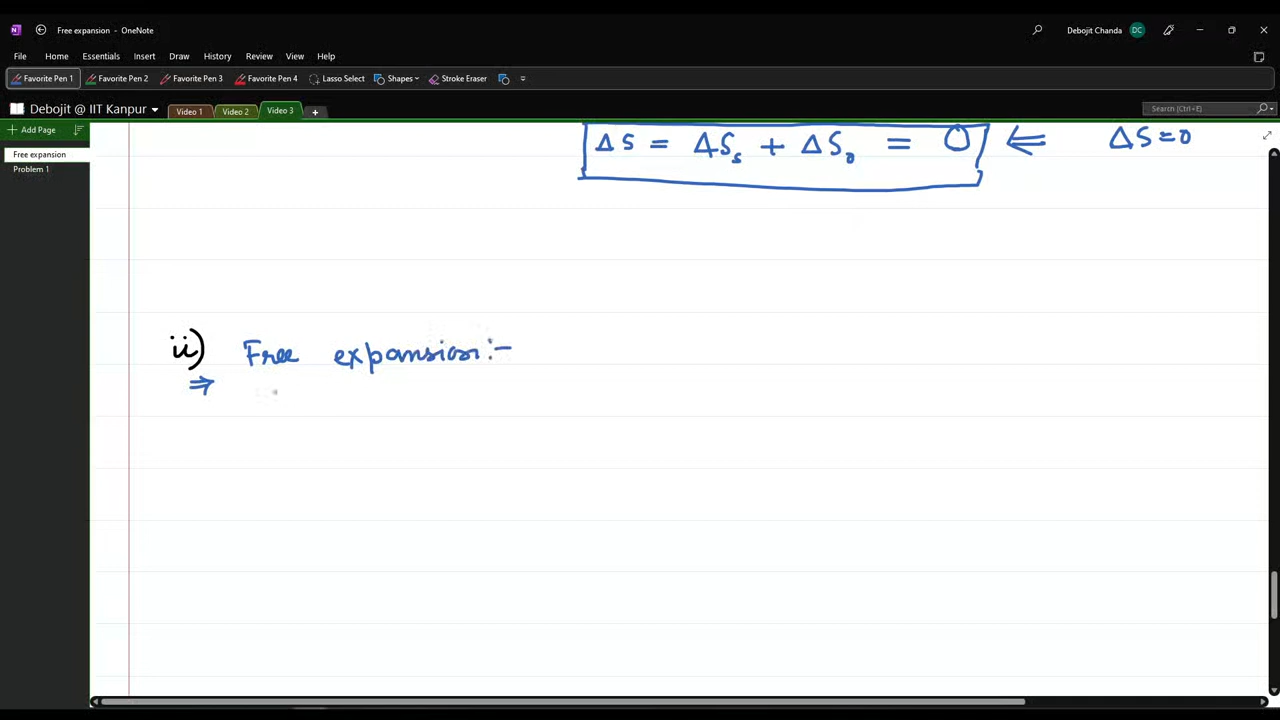 Free expansion - OneNote
Debojit Chanda DC
File Home Essentials Insert Draw History Review View Help
Favorite Pen 1 Favorite Pen 2 Favorite Pen 3 Favorite Pen 4 Lasso Select Shapes Stroke Eraser
Debojit @ IIT Kanpur Video 1 Video 2 Video 3 Search (Ctrl+E)
Add Page
Free expansion
Problem 1
ΔS = ΔSₛ + ΔS₀ = 0 ⇐ ΔS=0
ii) Free expansion:-
⇒